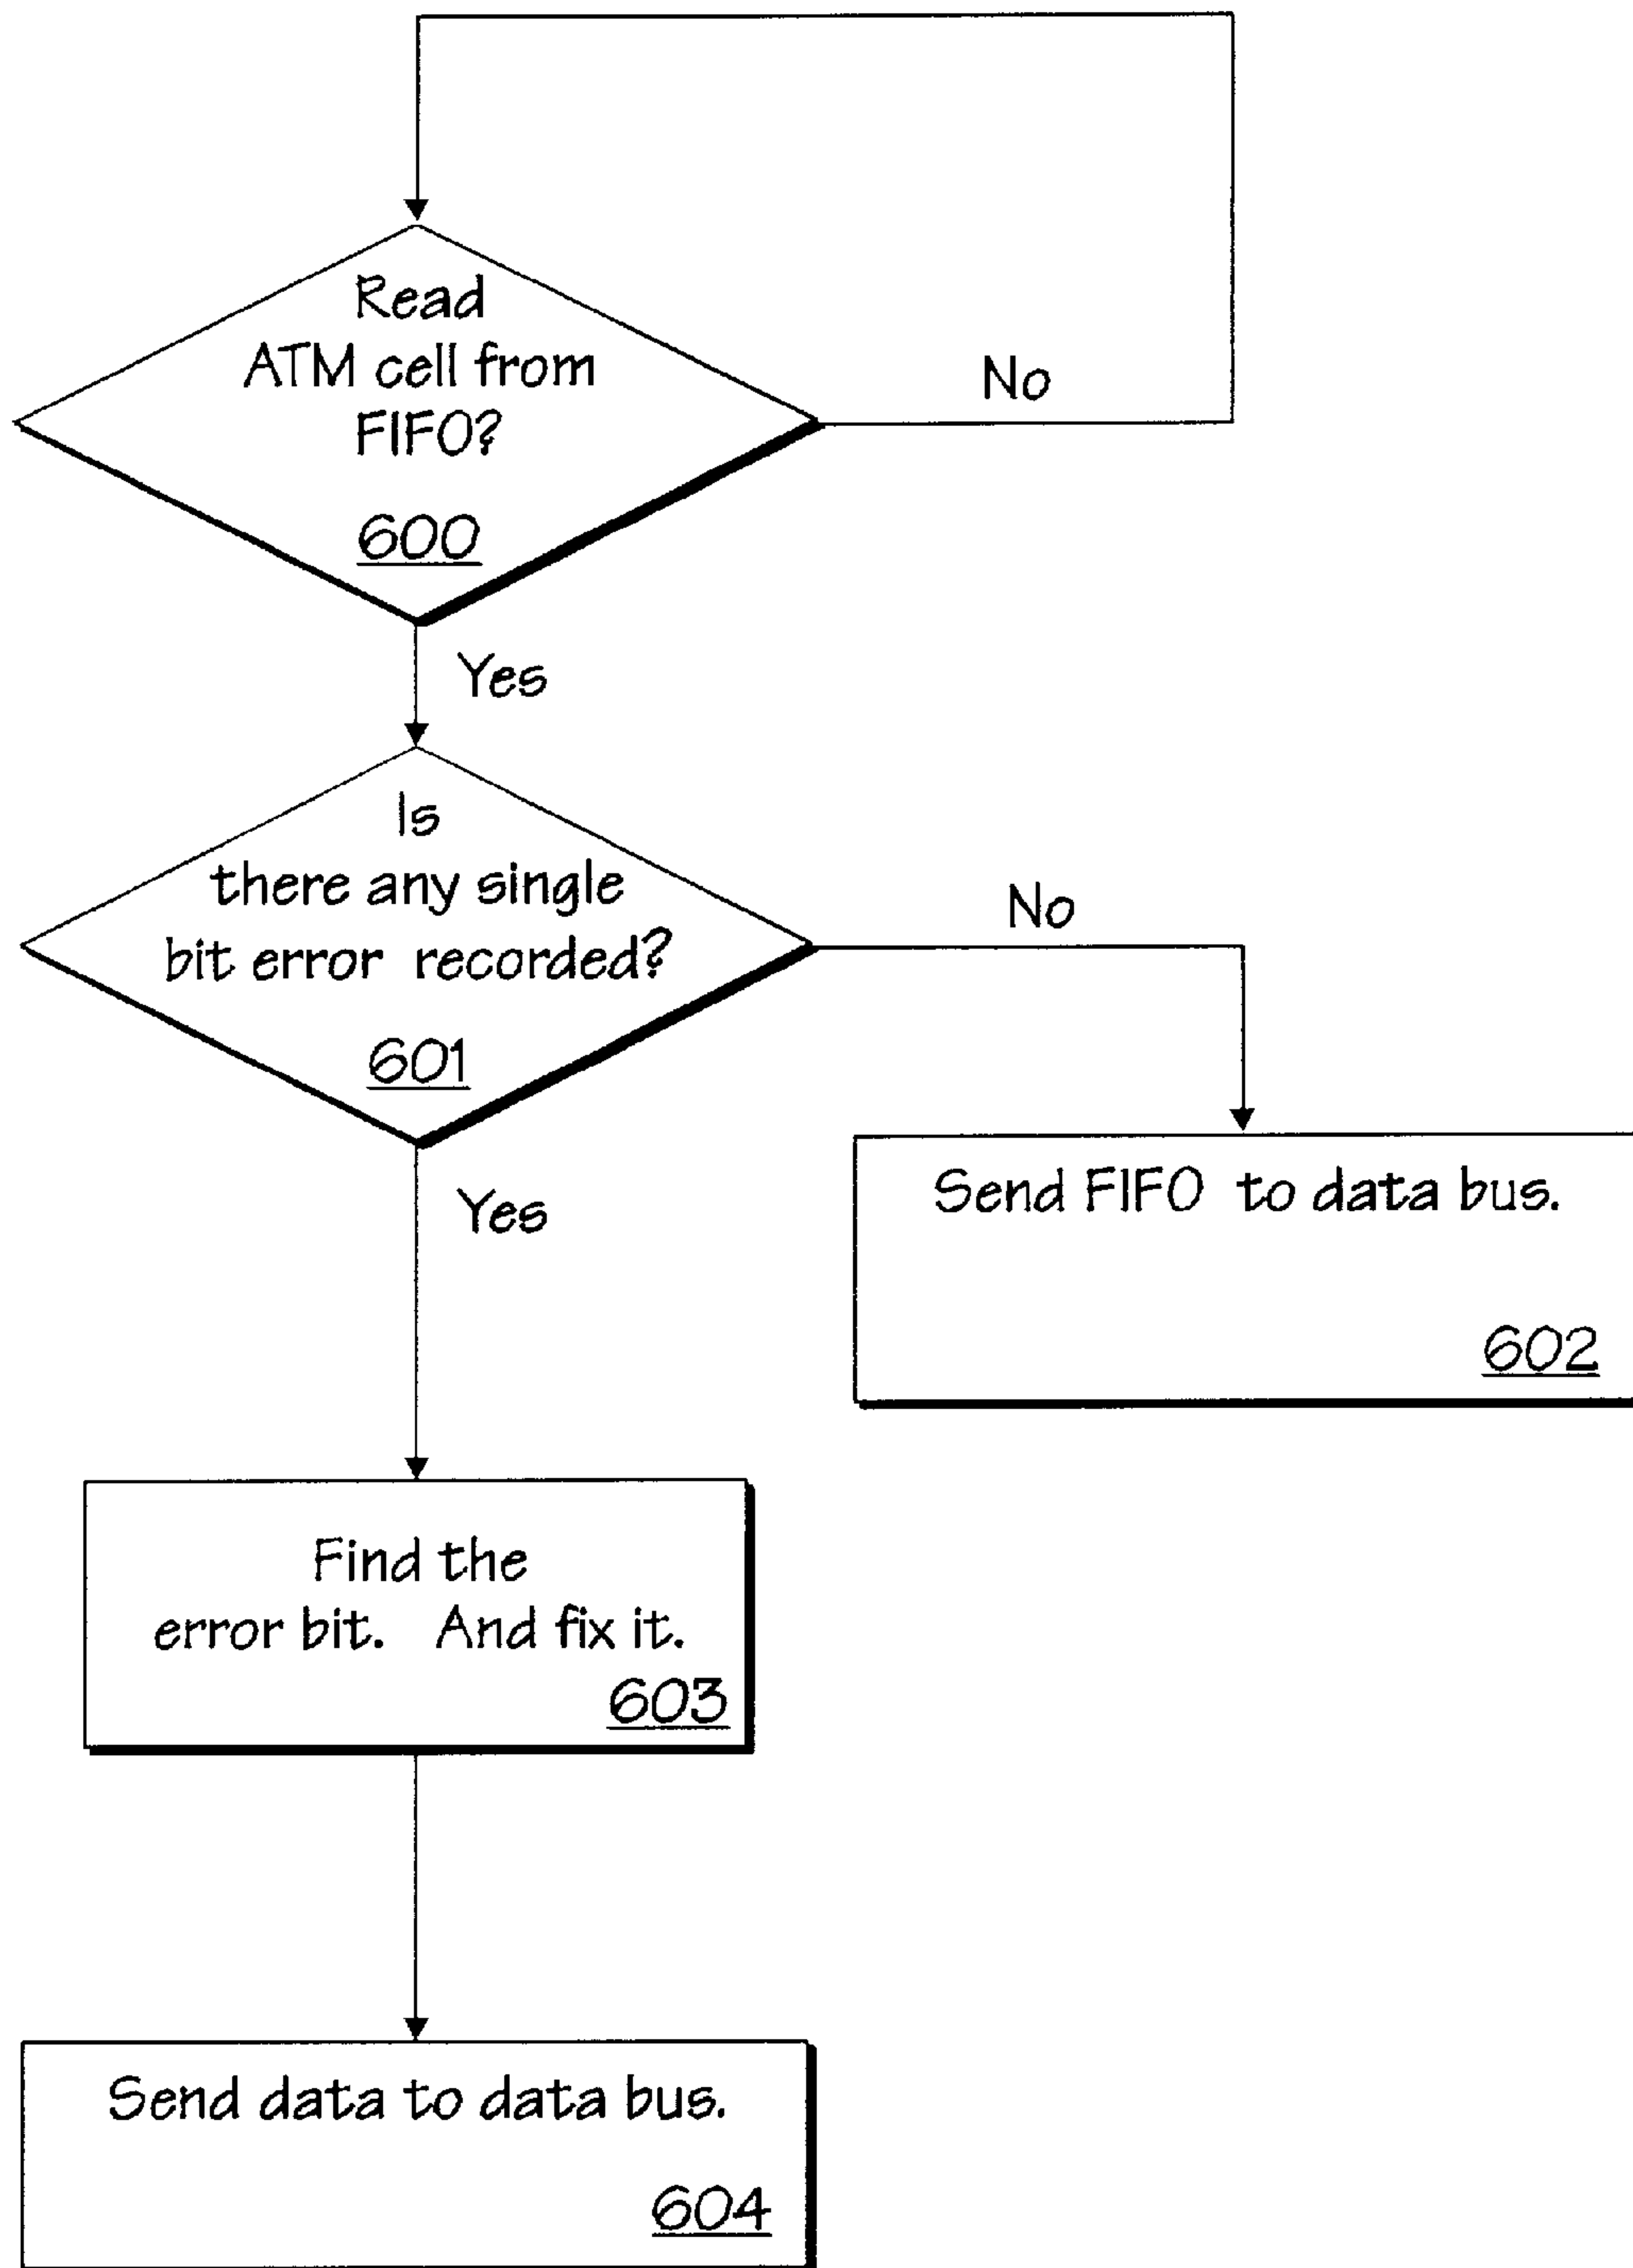 Read
ATM cell from
FIFO?
600
No
Yes
Is
there any single
bit error recorded?
601
No
Yes
Send FIFO to data bus.
602
Find the
error bit. And fix it.
603
Send data to data bus.
604